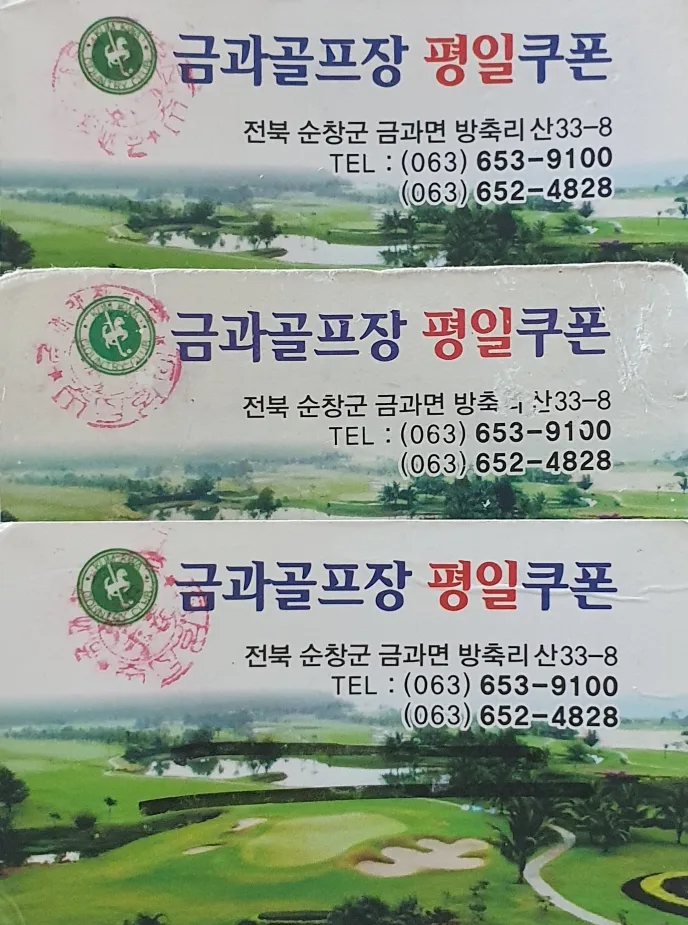 금과골프장 평일쿠폰
전북 순창군 금과면 방축리 산33-8
TEL : (063) 653-9100
(063) 652-4828
금과골프장 평일쿠폰
전북 순창군 금과면 방축 산33-8
TEL : (063) 653-9100
(063) 652-4828
금과골프장 평일쿠폰
전북 순창군 금과면 방축리 산33-8
TEL : (063) 653-9100
(063) 652-4828